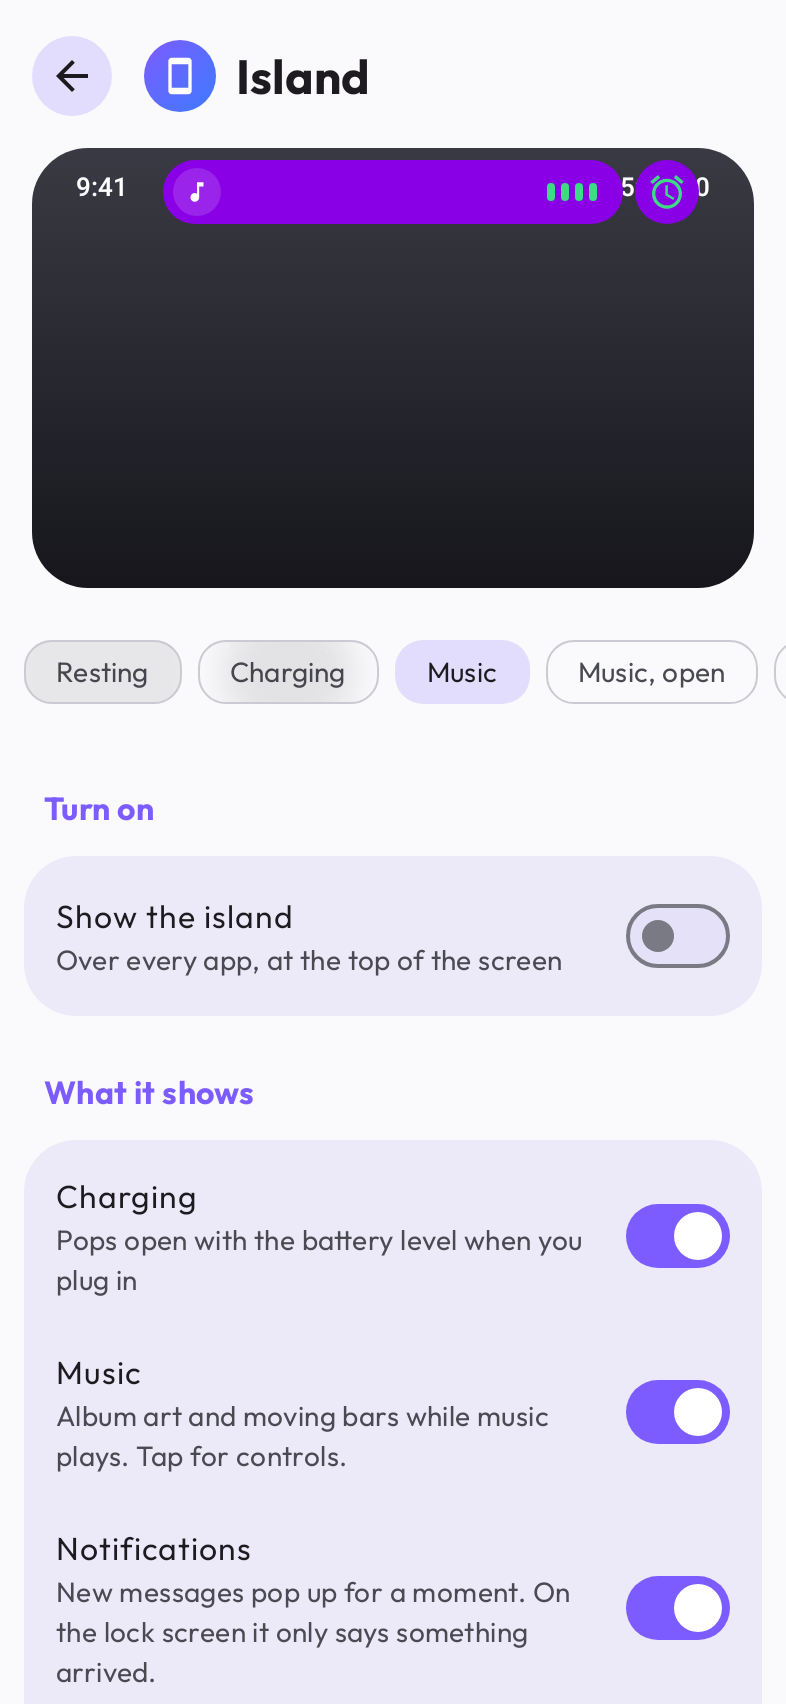 Island
9:41
5 0
Resting
Charging
Music
Music, open
Turn on
Show the island
Over every app, at the top of the screen
What it shows
Charging
Pops open with the battery level when you
plug in
Music
Album art and moving bars while music
plays. Tap for controls.
Notifications
New messages pop up for a moment. On
the lock screen it only says something
arrived.